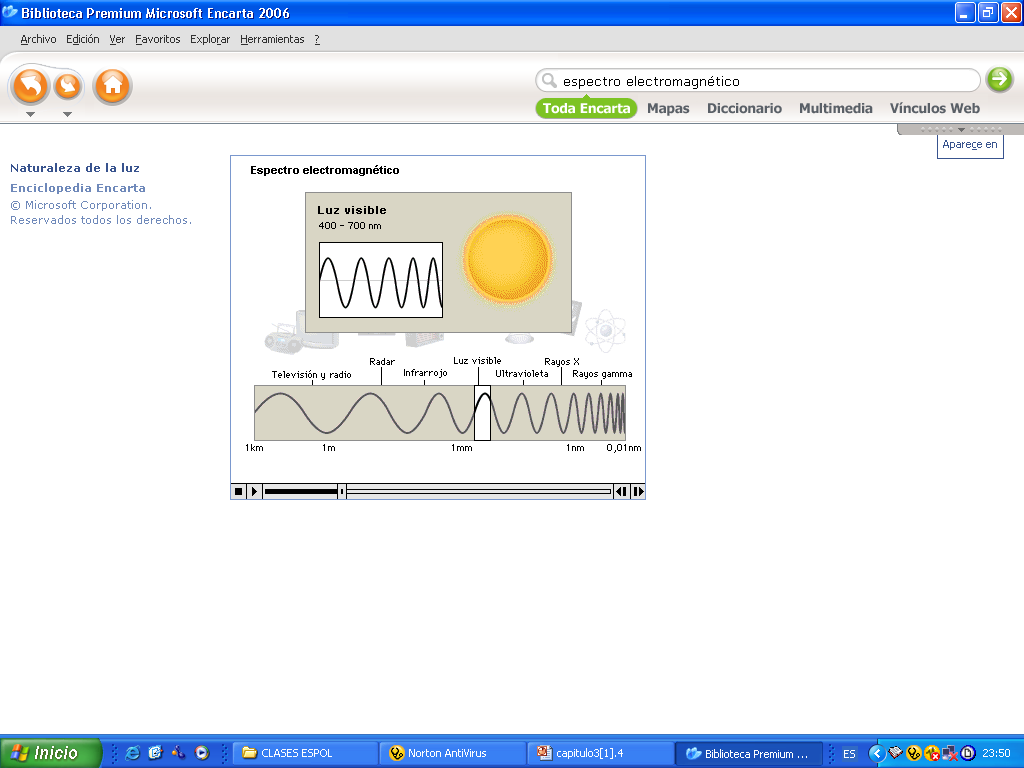 Biblioteca Premium Microsoft Encarta 2006
Archivo Edición Ver Favoritos Explorar Herramientas ?
espectro electromagnético
Toda Encarta Mapas Diccionario Multimedia Vínculos Web
Aparece en
Naturaleza de la luz
Enciclopedia Encarta
© Microsoft Corporation.
Reservados todos los derechos.
Espectro electromagnético
Luz visible
400 - 700 nm
Radar Luz visible Rayos X
Televisión y radio Infrarrojo Ultravioleta Rayos gamma
1km 1m 1mm 1nm 0,01nm
Inicio CLASES ESPOL Norton AntiVirus capitulo3[1].4 Biblioteca Premium ... ES 23:50